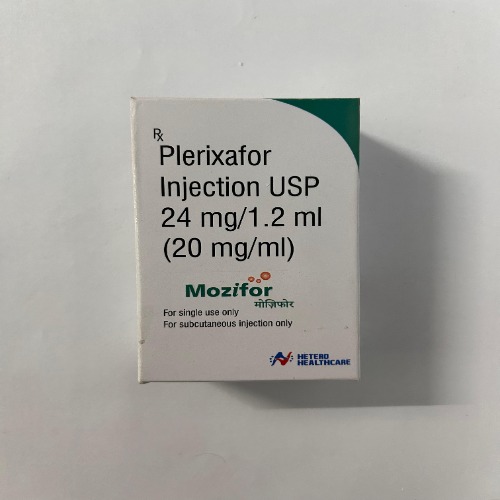 Rx
Plerixafor
Injection USP
24 mg/1.2 ml
(20 mg/ml)
Mozifor
मोज़िफोर
For single use only
For subcutaneous injection only
HETERO
HEALTHCARE